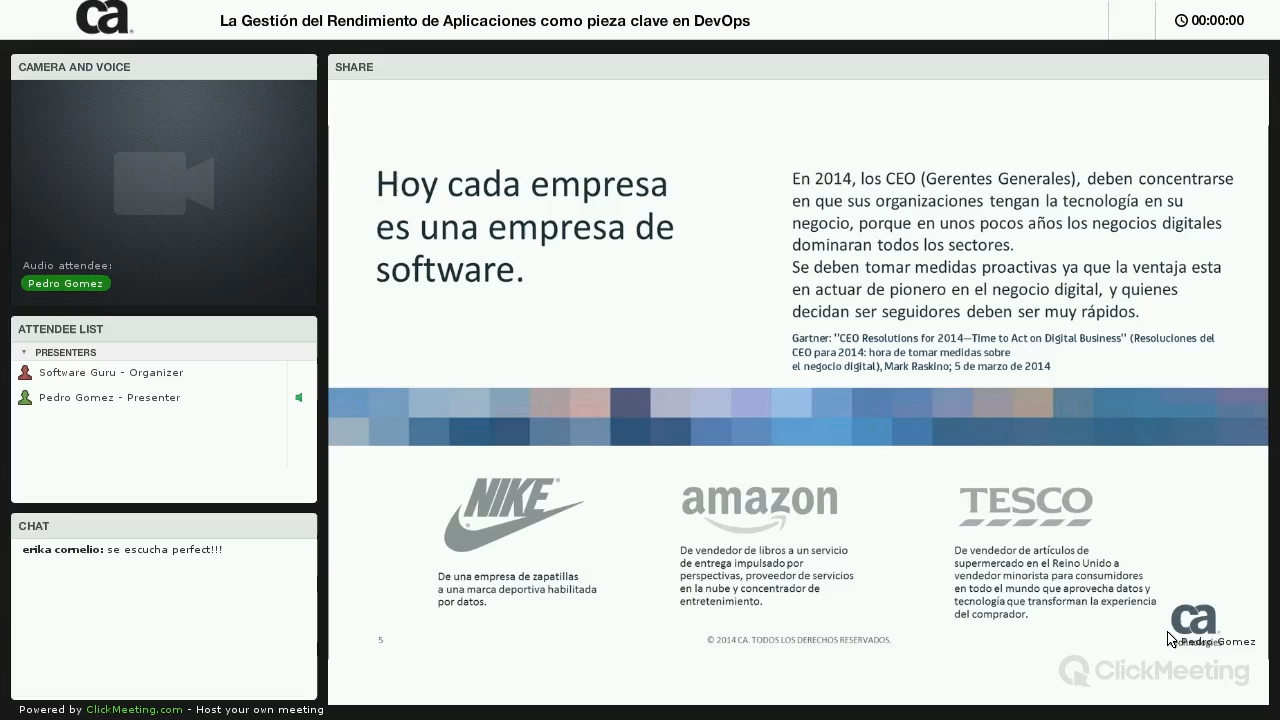 ca
La Gestión del Rendimiento de Aplicaciones como pieza clave en DevOps
00:00:00
CAMERA AND VOICE
Audio attendee:
Pedro Gomez
ATTENDEE LIST
PRESENTERS
Software Guru - Organizer
Pedro Gomez - Presenter
CHAT
erika cornelio: se escucha perfect!!!
Powered by ClickMeeting.com - Host your own meeting
SHARE
Hoy cada empresa
es una empresa de
software.
En 2014, los CEO (Gerentes Generales), deben concentrarse
en que sus organizaciones tengan la tecnología en su
negocio, porque en unos pocos años los negocios digitales
dominaran todos los sectores.
Se deben tomar medidas proactivas ya que la ventaja esta
en actuar de pionero en el negocio digital, y quienes
decidan ser seguidores deben ser muy rápidos.
Gartner: "CEO Resolutions for 2014—Time to Act on Digital Business" (Resoluciones del
CEO para 2014: hora de tomar medidas sobre
el negocio digital), Mark Raskino; 5 de marzo de 2014
NIKE
De una empresa de zapatillas
a una marca deportiva habilitada
por datos.
amazon
De vendedor de libros a un servicio
de entrega impulsado por
perspectivas, proveedor de servicios
en la nube y concentrador de
entretenimiento.
TESCO
De vendedor de artículos de
supermercado en el Reino Unido a
vendedor minorista para consumidores
en todo el mundo que aprovecha datos y
tecnología que transforman la experiencia
del comprador.
5
© 2014 CA. TODOS LOS DERECHOS RESERVADOS.
ca
Pedro Gomez
ClickMeeting